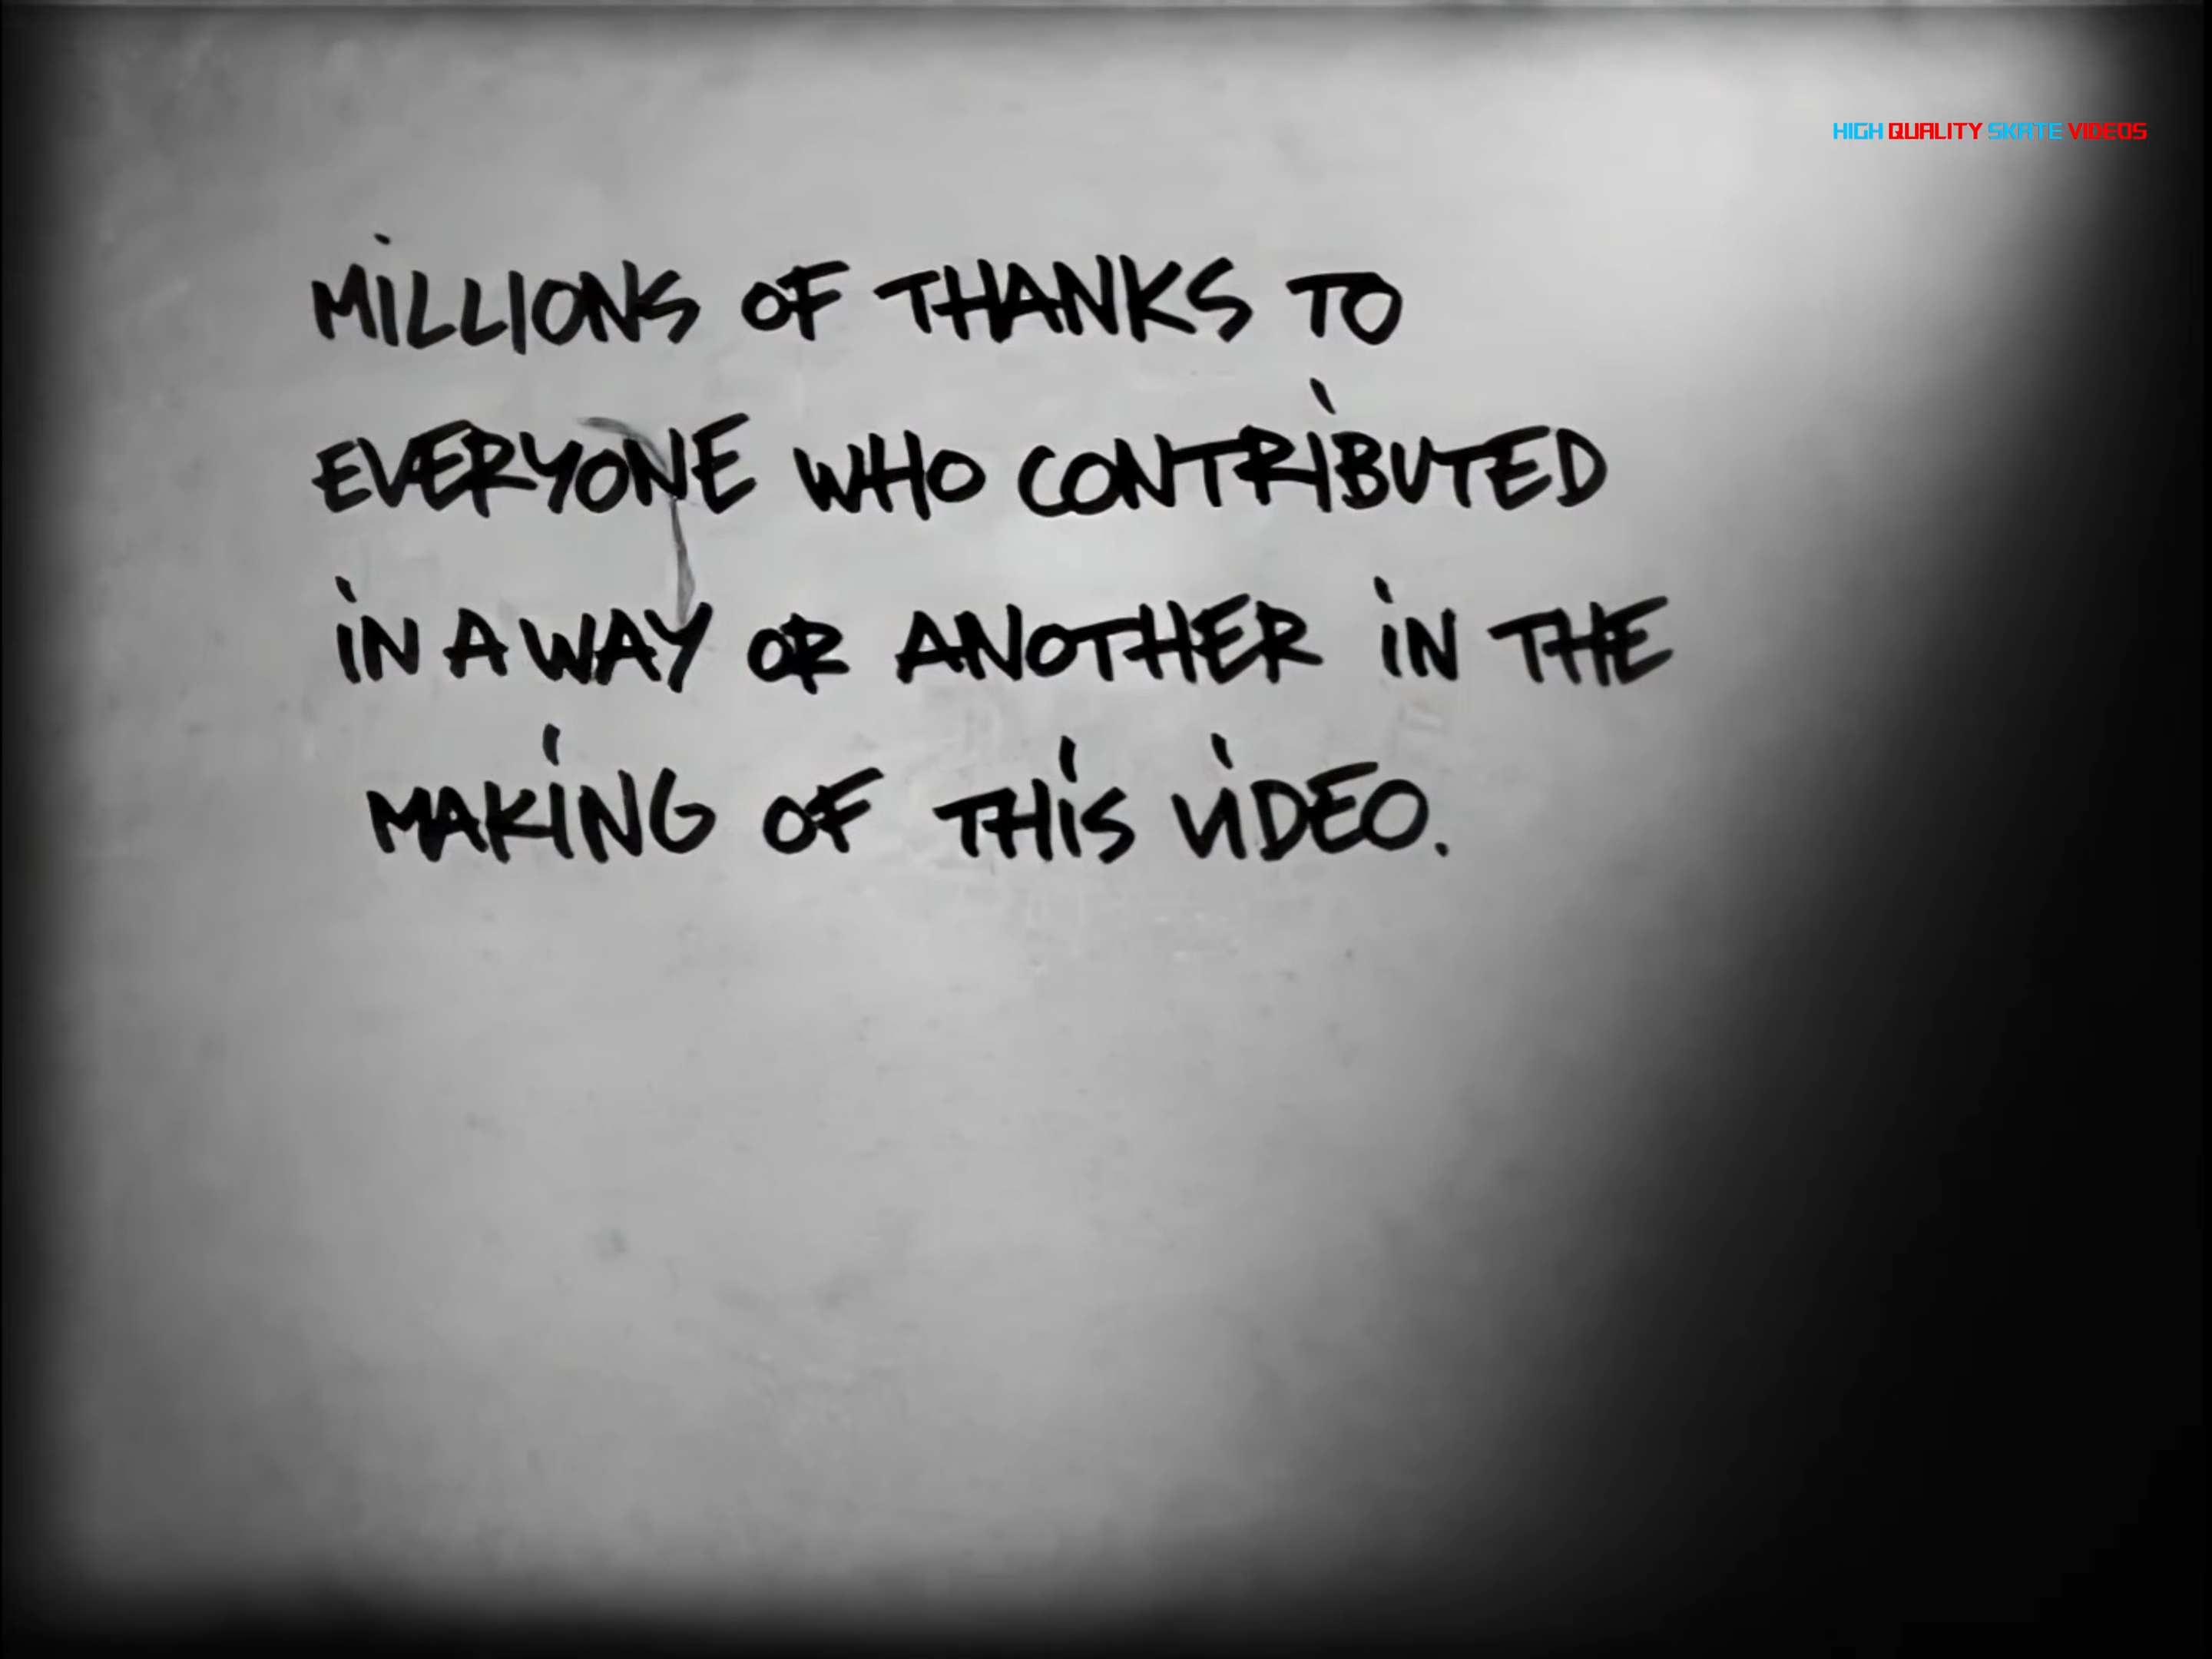 HIGH QUALITY SKATE VIDEOS
MiLLIONS OF THANKS TO
EVERYONE WHO CONTRiBUTED
iN A WAY OR ANOTHER iN THE
MAKiNG OF THiS ViDEO.